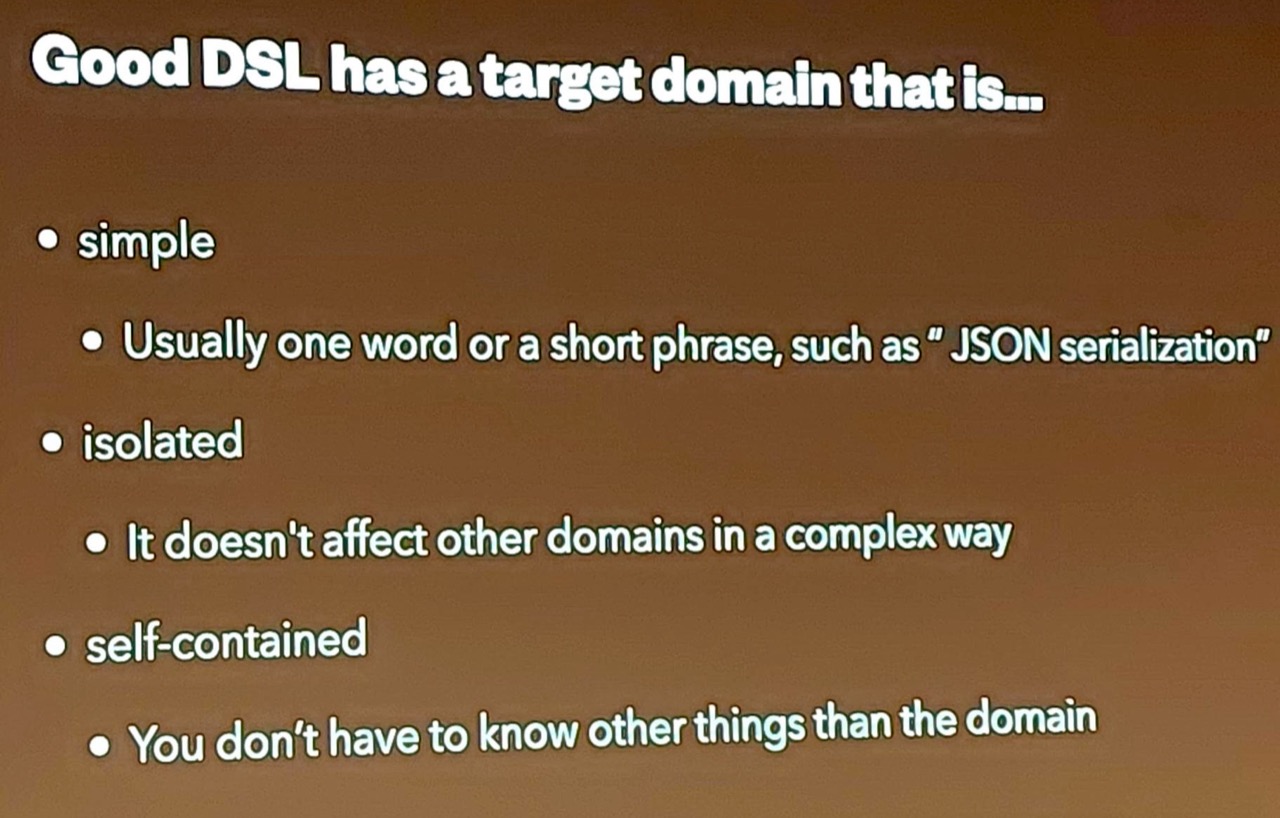 Good DSL has a target domain that is...
• simple
• Usually one word or a short phrase, such as " JSON serialization"
• isolated
• It doesn't affect other domains in a complex way
• self-contained
• You don’t have to know other things than the domain